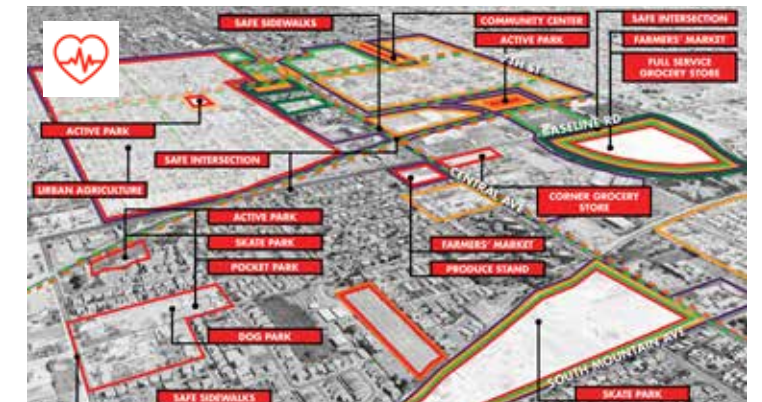 SAFE SIDEWALKS
COMMUNITY CENTER
ACTIVE PARK
SAFE INTERSECTION
FARMERS' MARKET
FULL SERVICE
GROCERY STORE
7TH ST
BASELINE RD
ACTIVE PARK
SAFE INTERSECTION
URBAN AGRICULTURE
CENTRAL AVE
CORNER GROCERY
STORE
ACTIVE PARK
SKATE PARK
POCKET PARK
FARMERS' MARKET
PRODUCE STAND
DOG PARK
SOUTH MOUNTAIN AVE
SAFE SIDEWALKS
SKATE PARK